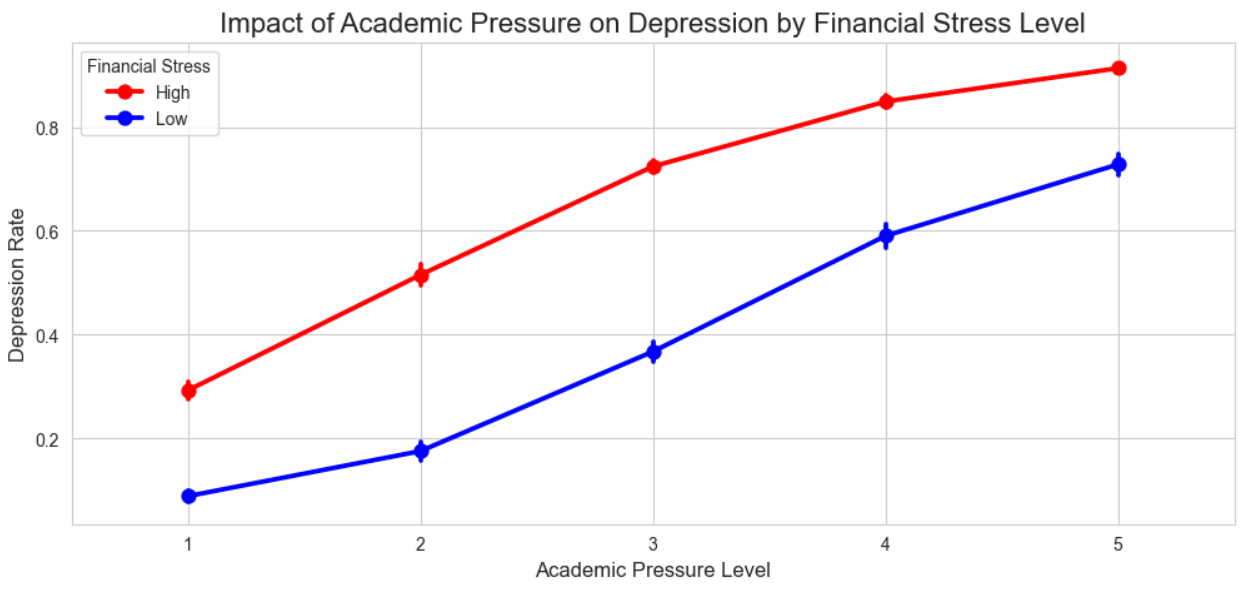 Impact of Academic Pressure on Depression by Financial Stress Level
Financial Stress
High
Low
Depression Rate
0.8
0.6
0.4
0.2
1 2 3 4 5
Academic Pressure Level